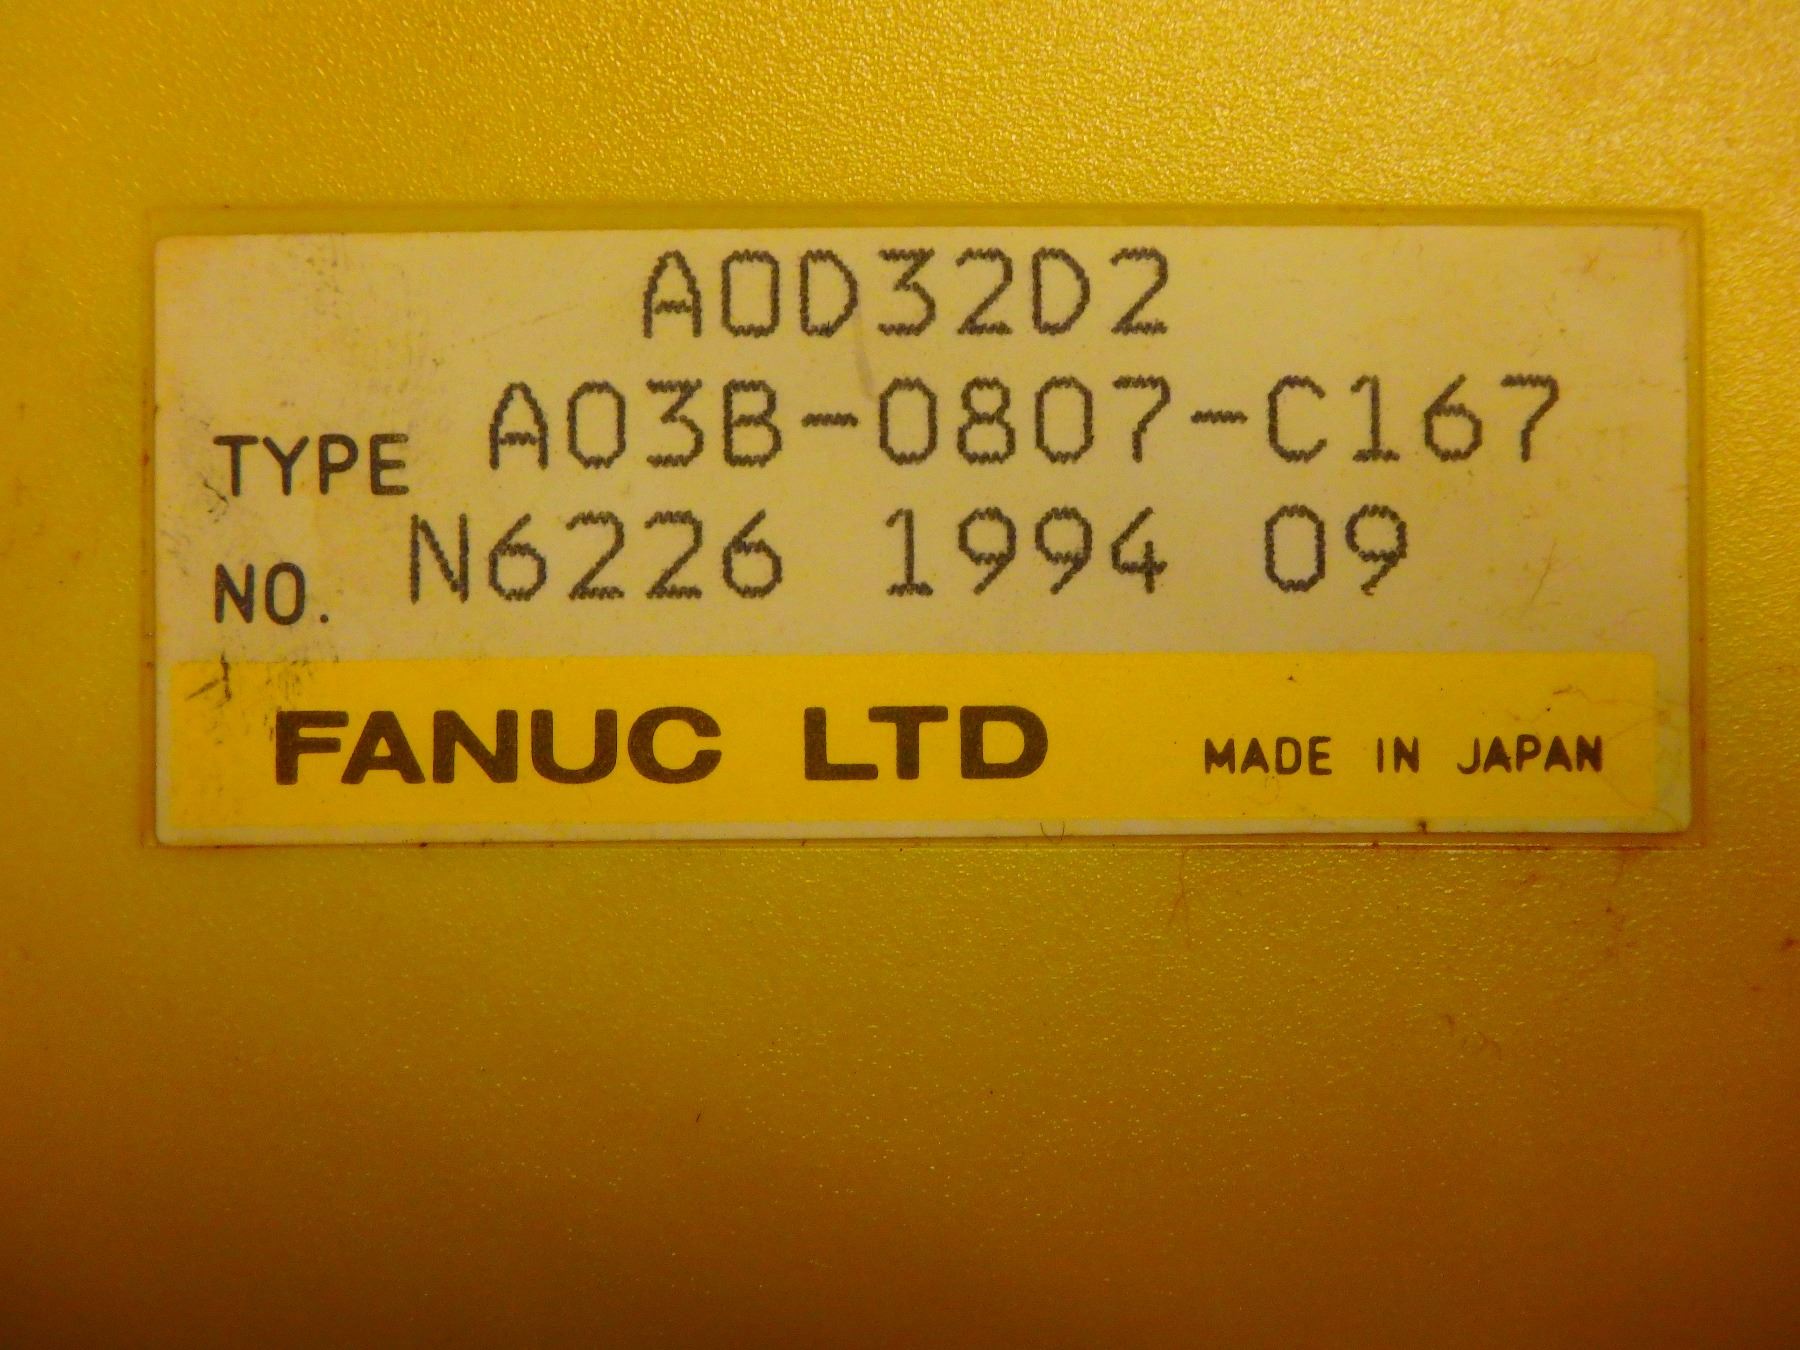 AOD32D2
TYPE A03B-0807-C167
NO. N6226 1994 09
FANUC LTD MADE IN JAPAN